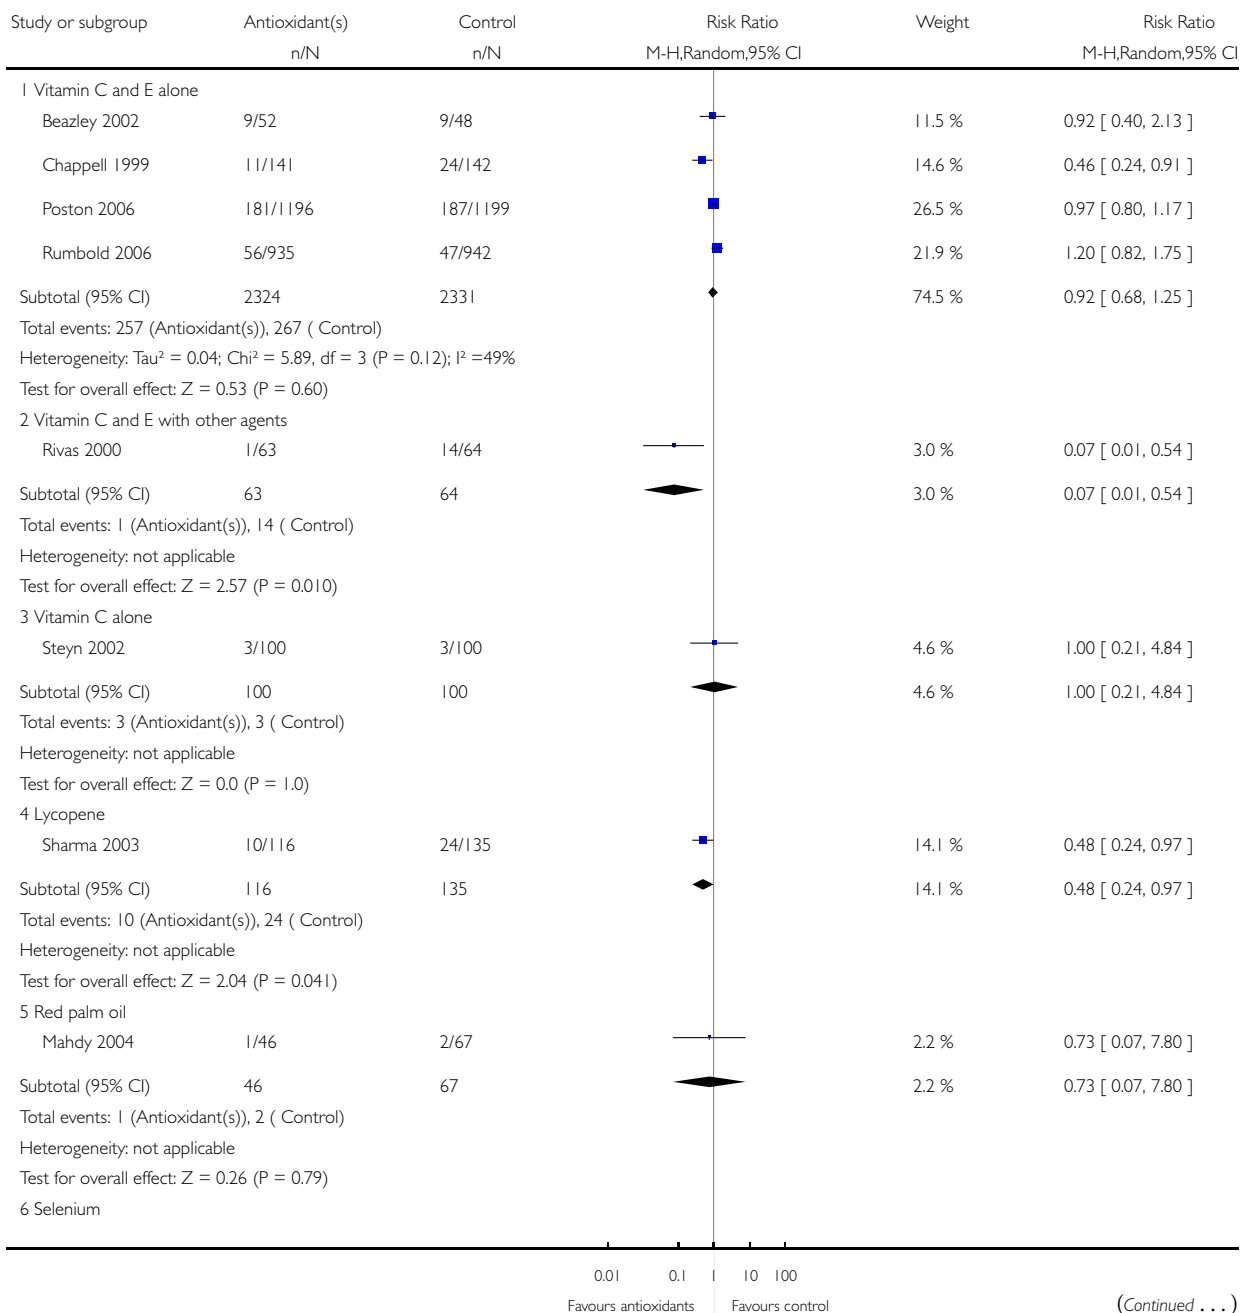 Study or subgroup Antioxidant(s) Control Risk Ratio Weight Risk Ratio
n/N n/N M-H,Random,95% CI M-H,Random,95% CI
1 Vitamin C and E alone
Beazley 2002 9/52 9/48 11.5 % 0.92 [ 0.40, 2.13 ]
Chappell 1999 11/141 24/142 14.6 % 0.46 [ 0.24, 0.91 ]
Poston 2006 181/1196 187/1199 26.5 % 0.97 [ 0.80, 1.17 ]
Rumbold 2006 56/935 47/942 21.9 % 1.20 [ 0.82, 1.75 ]
Subtotal (95% CI) 2324 2331 74.5 % 0.92 [ 0.68, 1.25 ]
Total events: 257 (Antioxidant(s)), 267 ( Control)
Heterogeneity: Tau² = 0.04; Chi² = 5.89, df = 3 (P = 0.12); I² =49%
Test for overall effect: Z = 0.53 (P = 0.60)
2 Vitamin C and E with other agents
Rivas 2000 1/63 14/64 3.0 % 0.07 [ 0.01, 0.54 ]
Subtotal (95% CI) 63 64 3.0 % 0.07 [ 0.01, 0.54 ]
Total events: 1 (Antioxidant(s)), 14 ( Control)
Heterogeneity: not applicable
Test for overall effect: Z = 2.57 (P = 0.010)
3 Vitamin C alone
Steyn 2002 3/100 3/100 4.6 % 1.00 [ 0.21, 4.84 ]
Subtotal (95% CI) 100 100 4.6 % 1.00 [ 0.21, 4.84 ]
Total events: 3 (Antioxidant(s)), 3 ( Control)
Heterogeneity: not applicable
Test for overall effect: Z = 0.0 (P = 1.0)
4 Lycopene
Sharma 2003 10/116 24/135 14.1 % 0.48 [ 0.24, 0.97 ]
Subtotal (95% CI) 116 135 14.1 % 0.48 [ 0.24, 0.97 ]
Total events: 10 (Antioxidant(s)), 24 ( Control)
Heterogeneity: not applicable
Test for overall effect: Z = 2.04 (P = 0.041)
5 Red palm oil
Mahdy 2004 1/46 2/67 2.2 % 0.73 [ 0.07, 7.80 ]
Subtotal (95% CI) 46 67 2.2 % 0.73 [ 0.07, 7.80 ]
Total events: 1 (Antioxidant(s)), 2 ( Control)
Heterogeneity: not applicable
Test for overall effect: Z = 0.26 (P = 0.79)
6 Selenium
0.01 0.1 1 10 100
Favours antioxidants Favours control (Continued . . . )